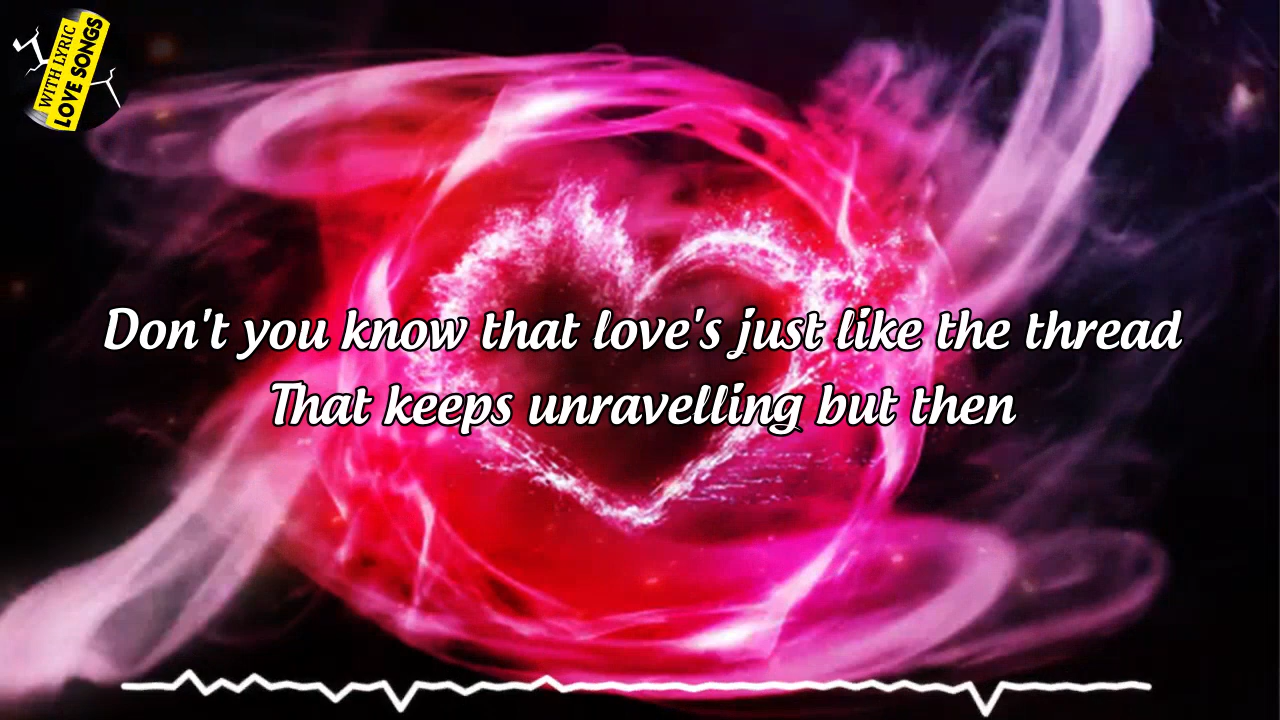 WITH LYRIC
LOVE SONGS
Don't you know that love's just like the thread
That keeps unravelling but then